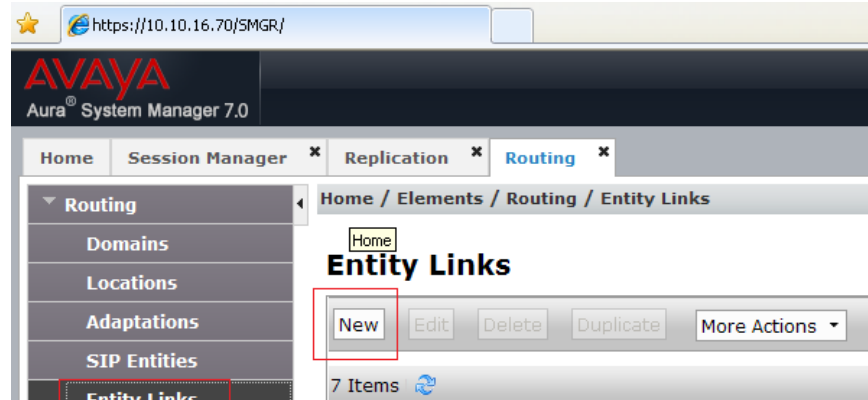 https://10.10.16.70/SMGR/
AVAYA
Aura® System Manager 7.0
Home Session Manager ✖ Replication ✖ Routing ✖
Routing
Home / Elements / Routing / Entity Links
Domains
Home
Entity Links
Locations
Adaptations
New Edit Delete Duplicate More Actions
SIP Entities
7 Items
Entity Links